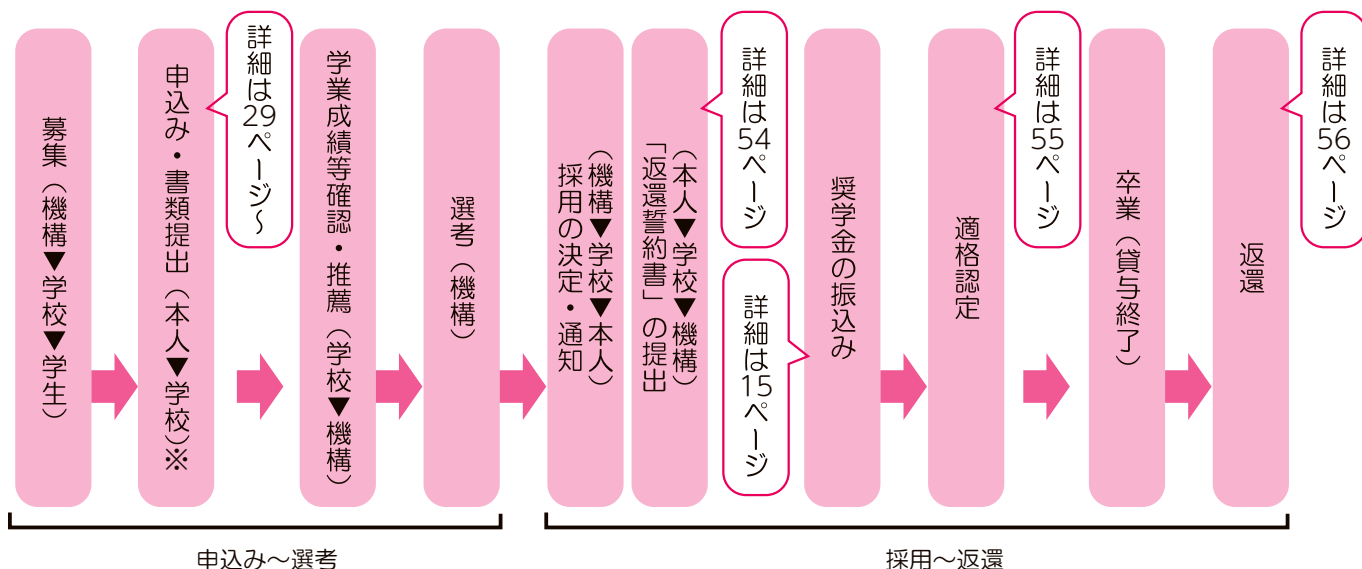 募集（機構▼学校▼学生）
申込み・書類提出（本人▼学校）※
詳細は29ページ～
学業成績等確認・推薦（学校▼機構）
選考（機構）
採用の決定・通知
（機構▼学校▼本人）
「返還誓約書」の提出
（本人▼学校▼機構）
詳細は54ページ
詳細は15ページ
奨学金の振込み
適格認定
詳細は55ページ
卒業（貸与終了）
返還
詳細は56ページ
申込み～選考
採用～返還